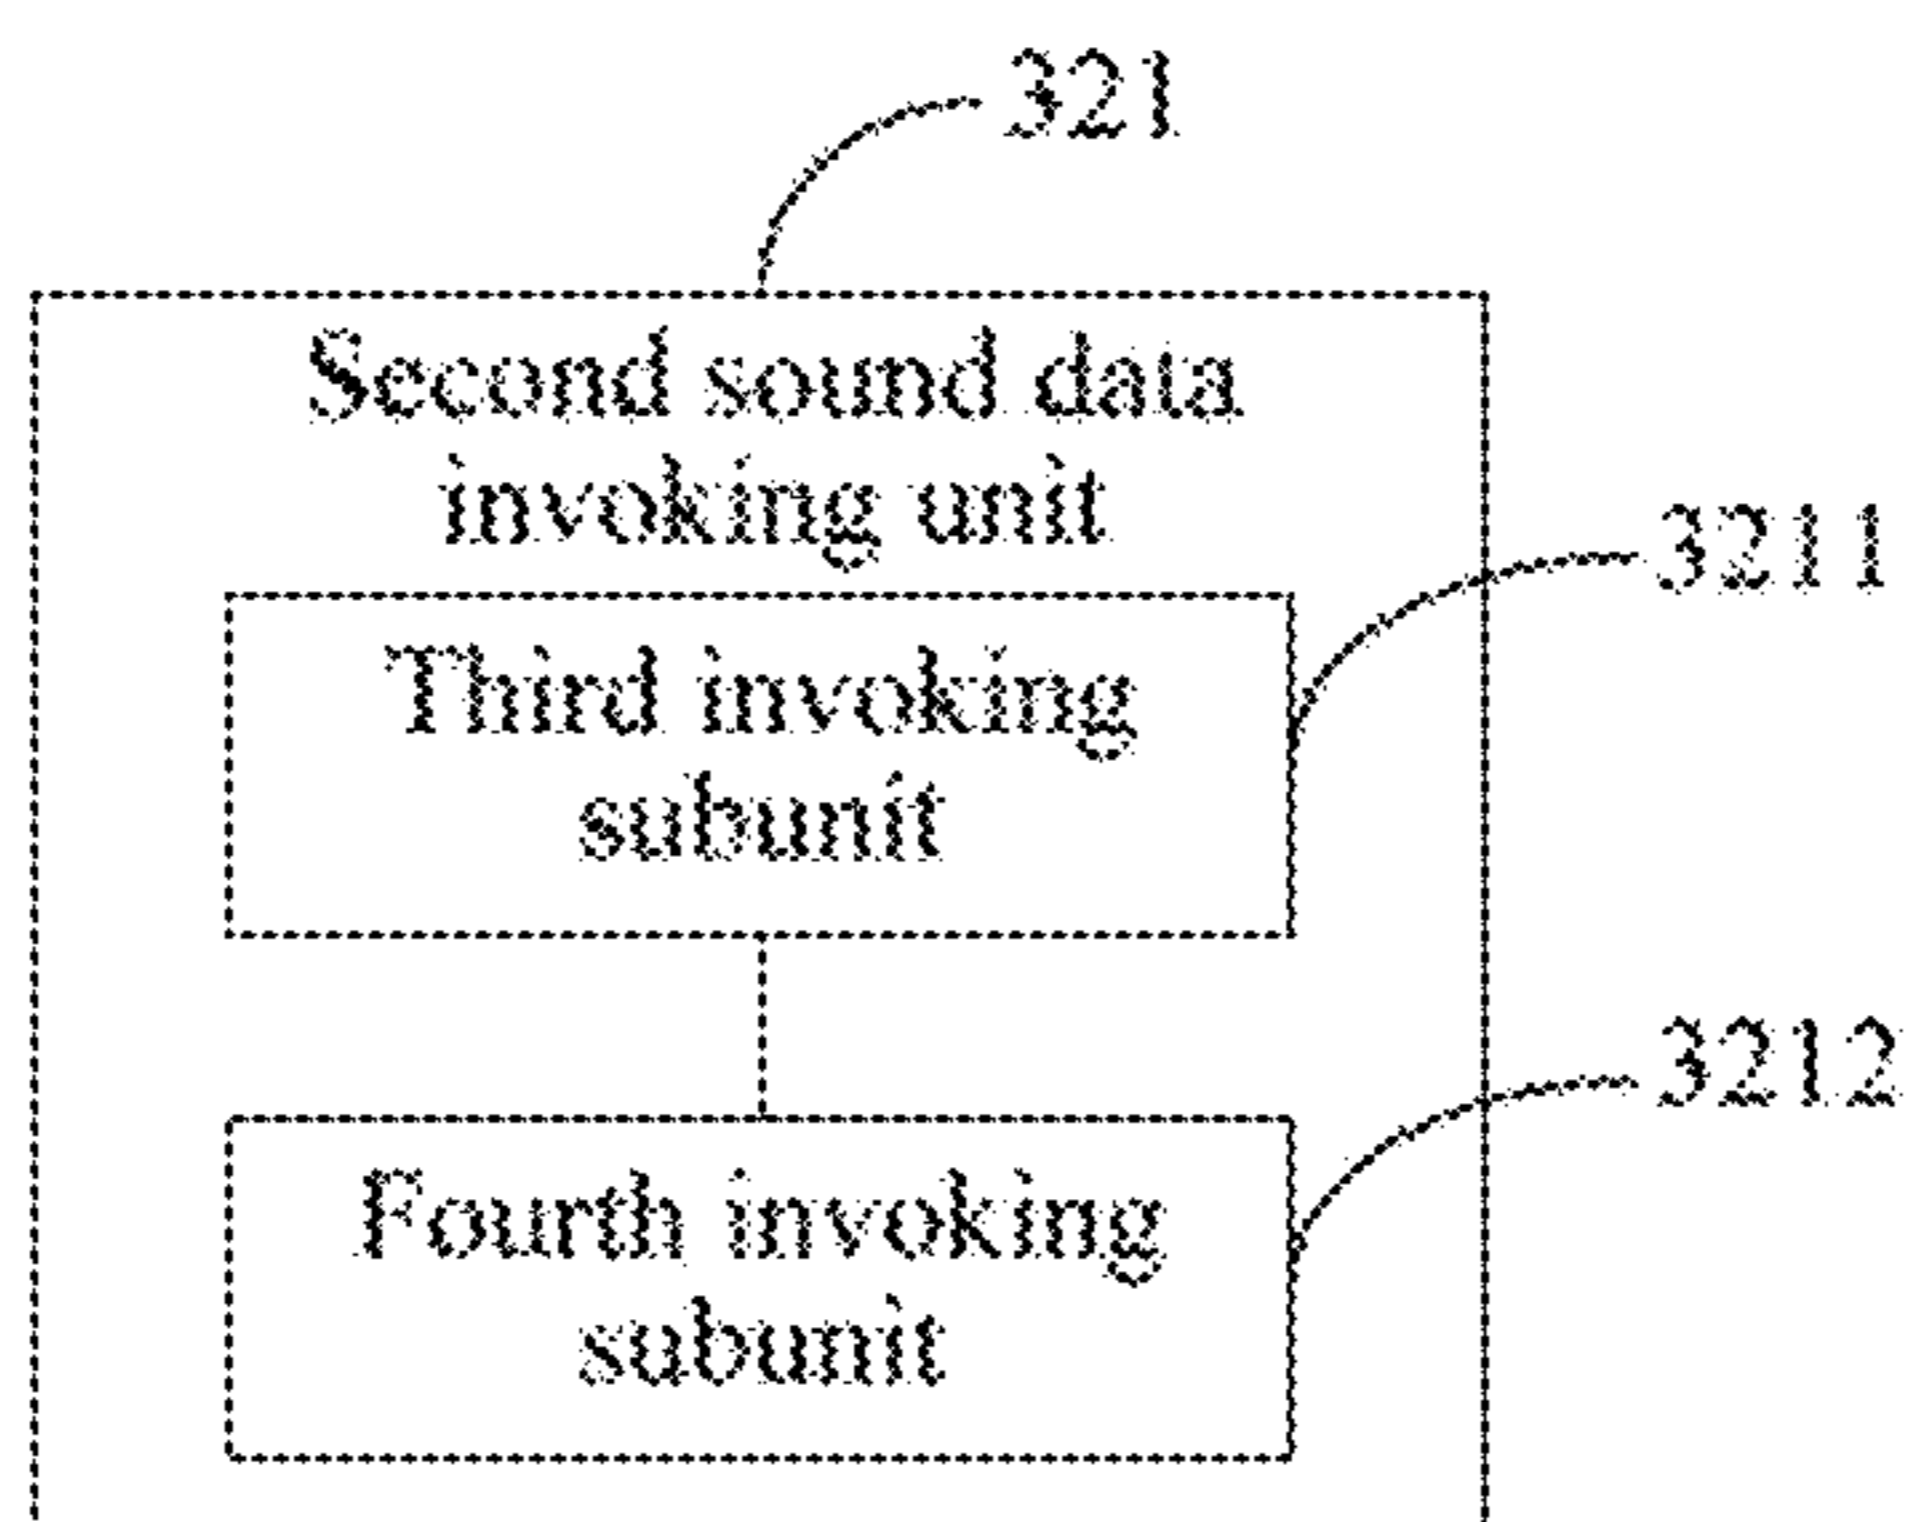 321
Second sound data
invoking unit
3211
Third invoking
subunit
3212
Fourth invoking
subunit